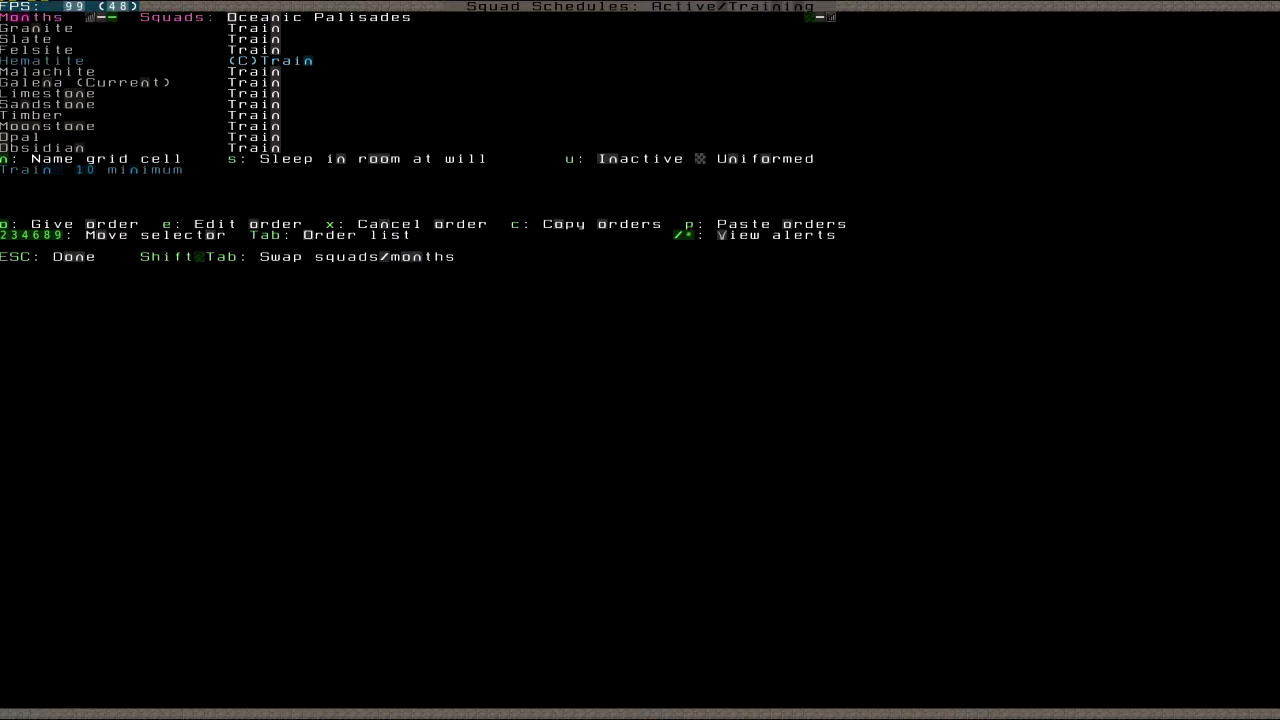 FPS: 99 (48) Squad Schedules: Active/Training
Months Squads: Oceanic Palisades
Granite Train
Slate Train
Felsite Train
Hematite (C)Train
Malachite Train
Galena (Current) Train
Limestone Train
Sandstone Train
Timber Train
Moonstone Train
Opal Train
Obsidian Train
n: Name grid cell s: Sleep in room at will u: Inactive Uniformed
Train 10 minimum
o: Give order e: Edit order x: Cancel order c: Copy orders p: Paste orders
234689: Move selector Tab: Order list /*: View alerts
ESC: Done Shift Tab: Swap squads/months